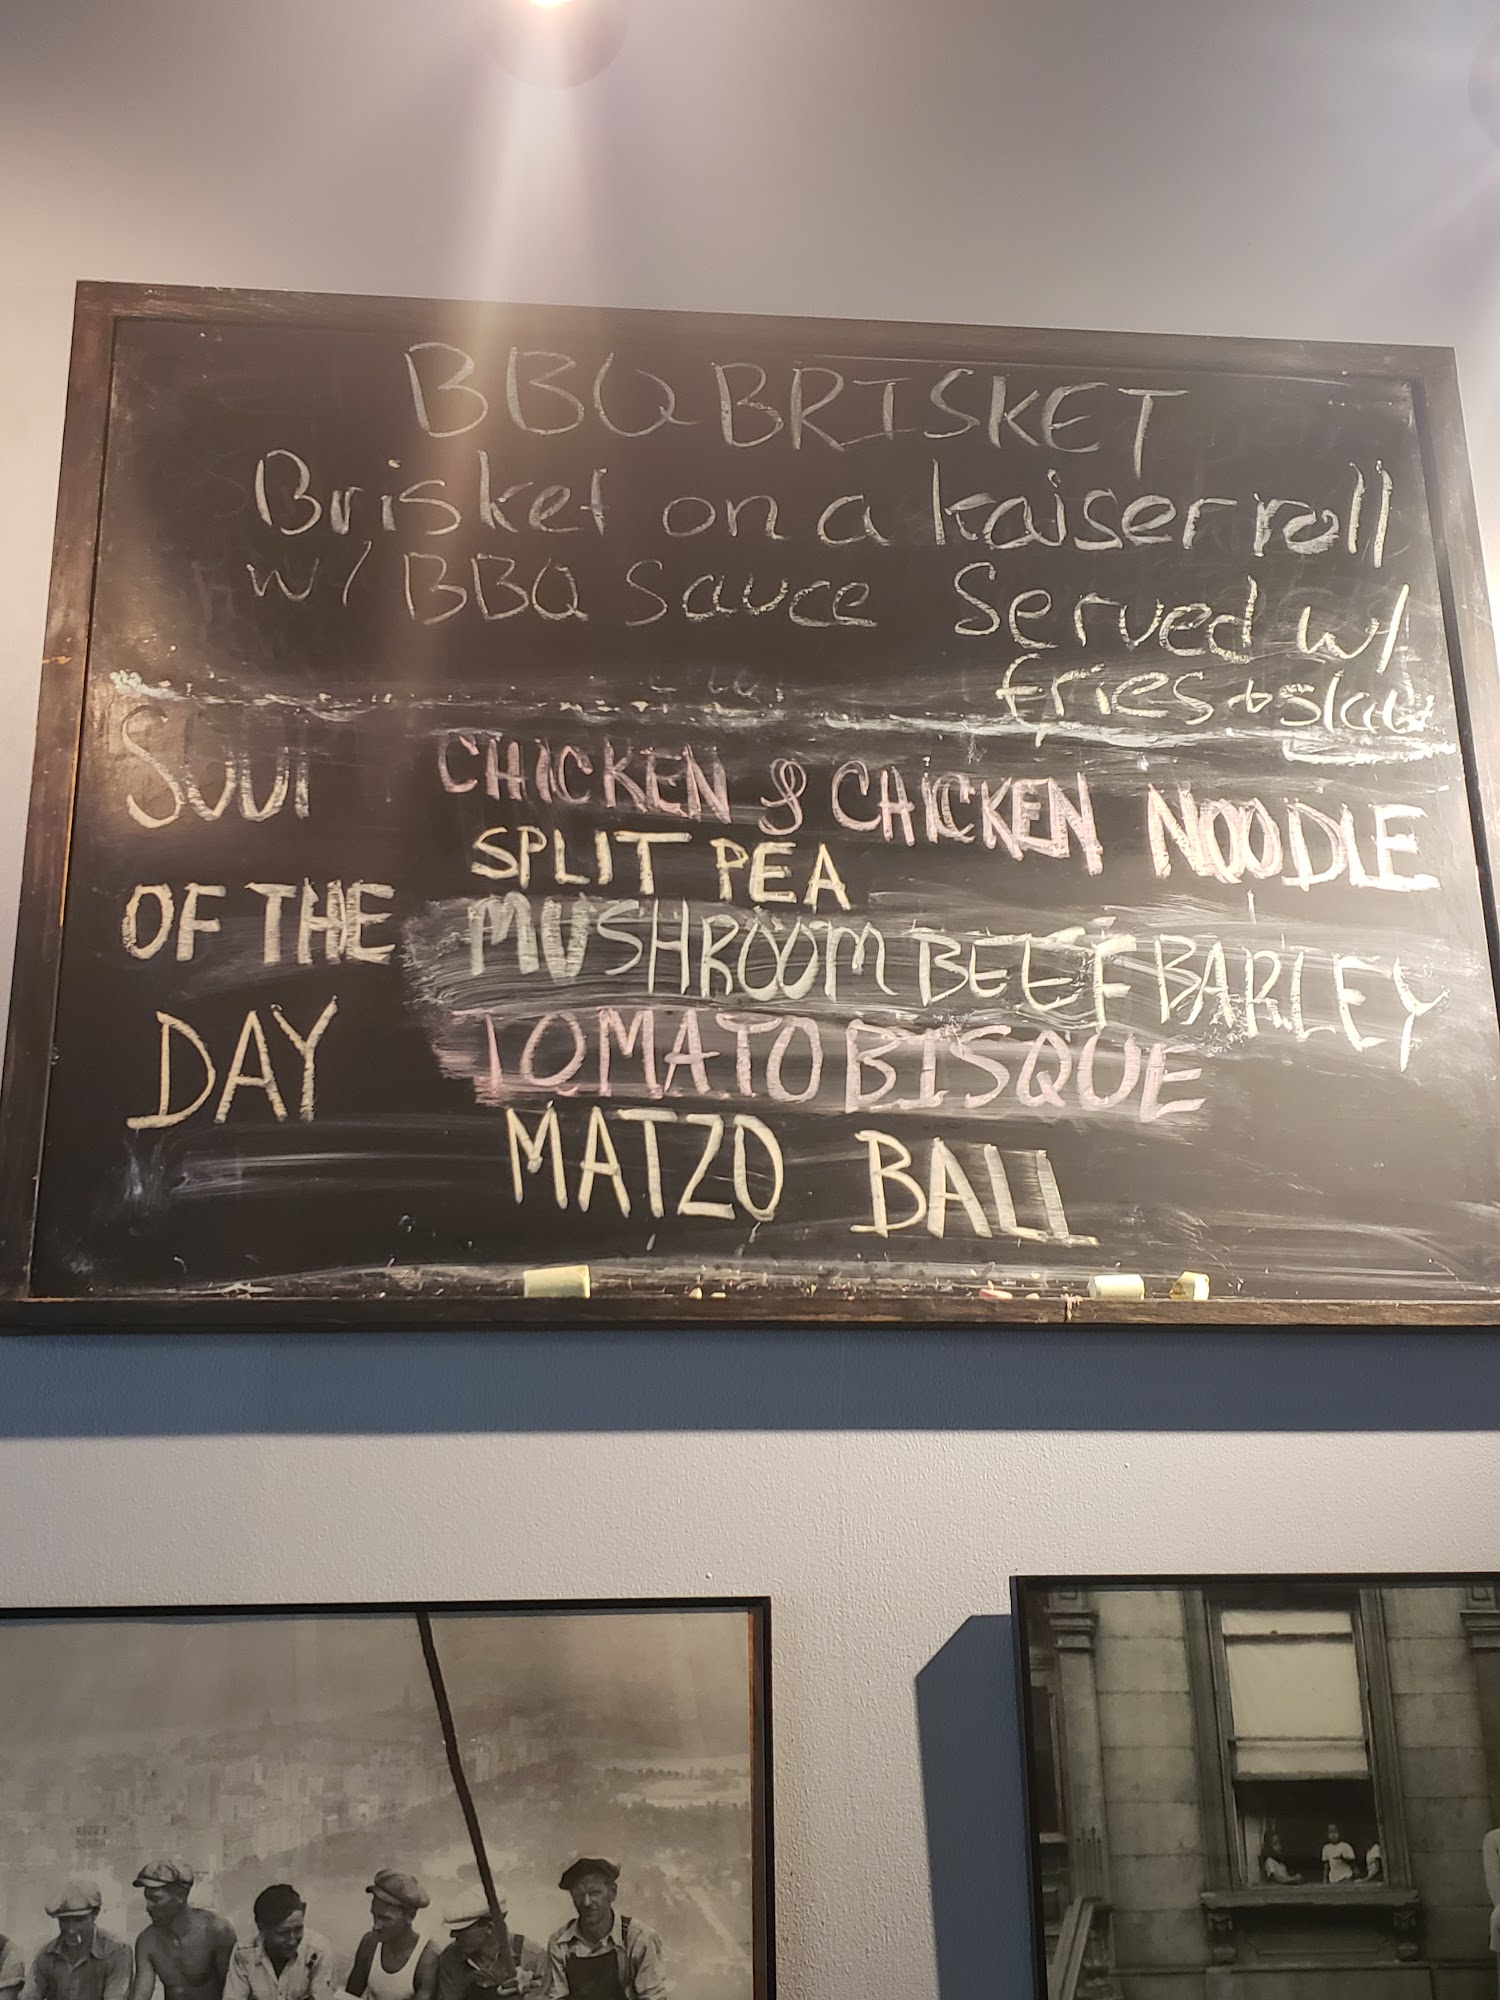 BBQ BRISKET
Brisket on a kaiser roll
w/ BBQ Sauce Served w/
fries + slaw
SOUP CHICKEN & CHICKEN NOODLE
SPLIT PEA
OF THE MUSHROOM BEEF BARLEY
DAY TOMATO BISQUE
MATZO BALL